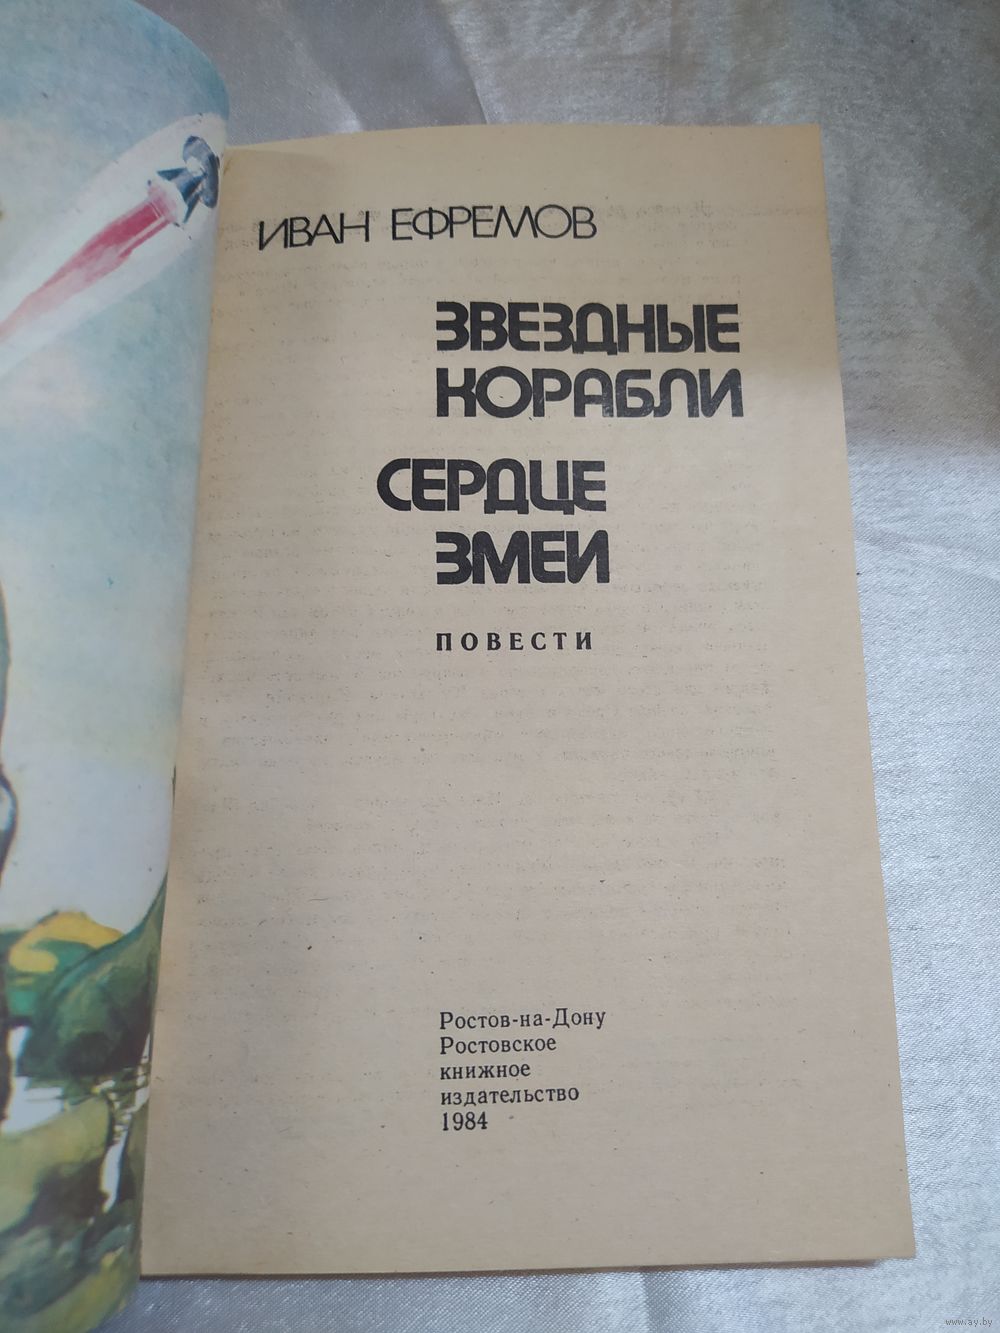 ИВАН ЕФРЕМОВ
ЗВЕЗДНЫЕ
КОРАБЛИ
СЕРДЦЕ
ЗМЕИ
ПОВЕСТИ
Ростов-на-Дону
Ростовское
книжное
издательство
1984
www.ay.by